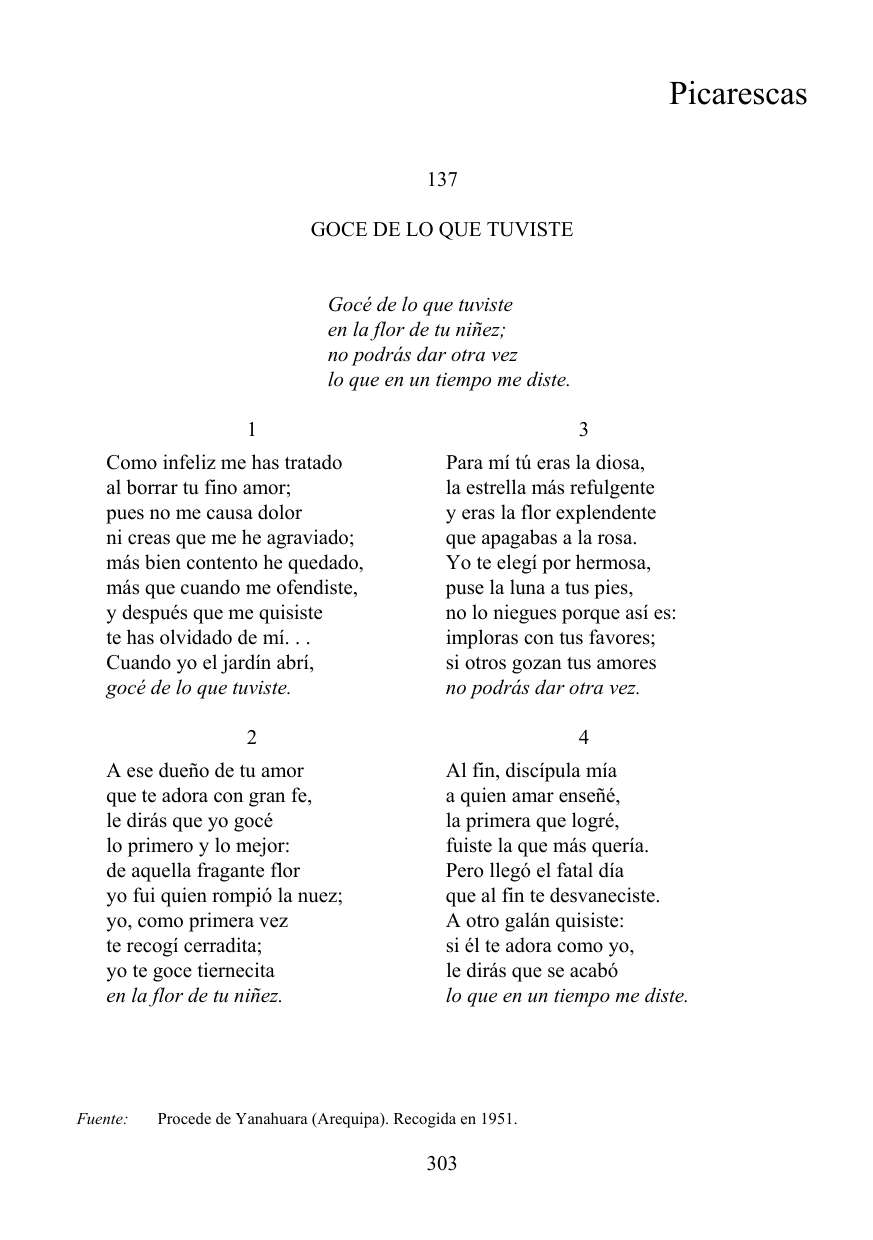 Picarescas
137
GOCE DE LO QUE TUVISTE
Gocé de lo que tuviste
en la flor de tu niñez;
no podrás dar otra vez
lo que en un tiempo me diste.
1
Como infeliz me has tratado
al borrar tu fino amor;
pues no me causa dolor
ni creas que me he agraviado;
más bien contento he quedado,
más que cuando me ofendiste,
y después que me quisiste
te has olvidado de mí. . .
Cuando yo el jardín abrí,
gocé de lo que tuviste.
2
A ese dueño de tu amor
que te adora con gran fe,
le dirás que yo gocé
lo primero y lo mejor:
de aquella fragante flor
yo fui quien rompió la nuez;
yo, como primera vez
te recogí cerradita;
yo te goce tiernecita
en la flor de tu niñez.
3
Para mí tú eras la diosa,
la estrella más refulgente
y eras la flor explendente
que apagabas a la rosa.
Yo te elegí por hermosa,
puse la luna a tus pies,
no lo niegues porque así es:
imploras con tus favores;
si otros gozan tus amores
no podrás dar otra vez.
4
Al fin, discípula mía
a quien amar enseñé,
la primera que logré,
fuiste la que más quería.
Pero llegó el fatal día
que al fin te desvaneciste.
A otro galán quisiste:
si él te adora como yo,
le dirás que se acabó
lo que en un tiempo me diste.
Fuente: Procede de Yanahuara (Arequipa). Recogida en 1951.
303